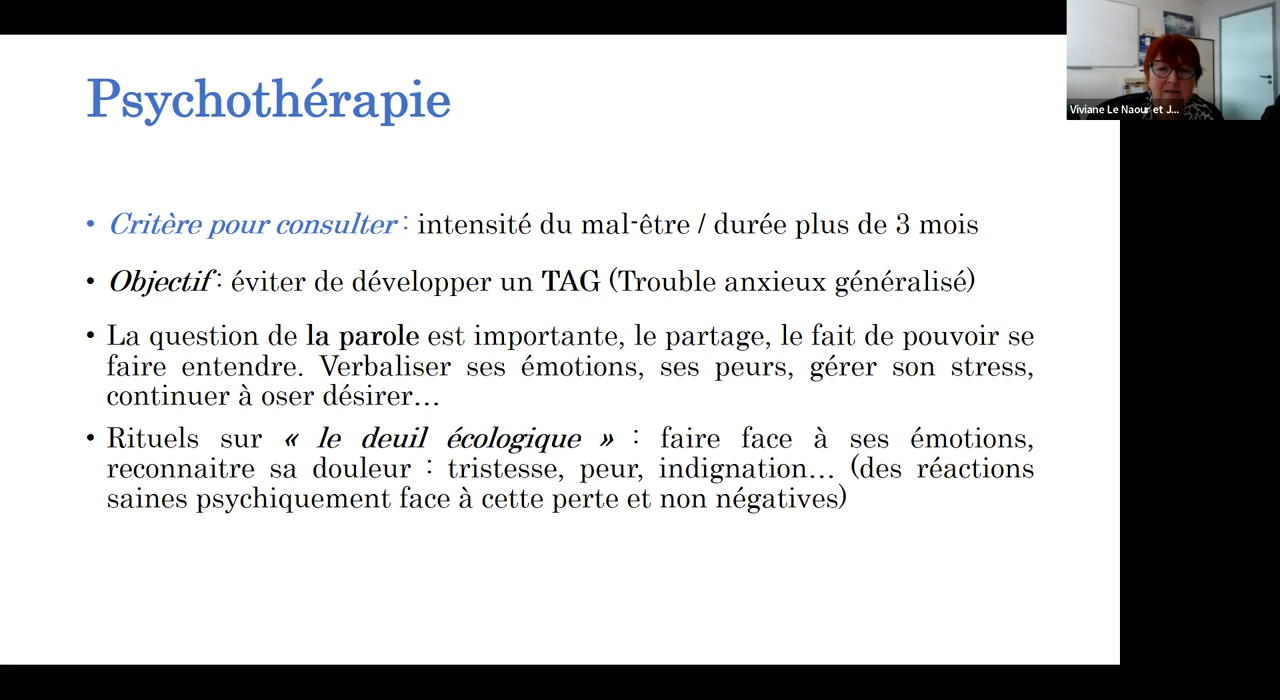 Psychothérapie
Viviane Le Naour et J...
• Critère pour consulter : intensité du mal-être / durée plus de 3 mois
• Objectif : éviter de développer un TAG (Trouble anxieux généralisé)
• La question de la parole est importante, le partage, le fait de pouvoir se
faire entendre. Verbaliser ses émotions, ses peurs, gérer son stress,
continuer à oser désirer…
• Rituels sur « le deuil écologique » : faire face à ses émotions,
reconnaitre sa douleur : tristesse, peur, indignation… (des réactions
saines psychiquement face à cette perte et non négatives)